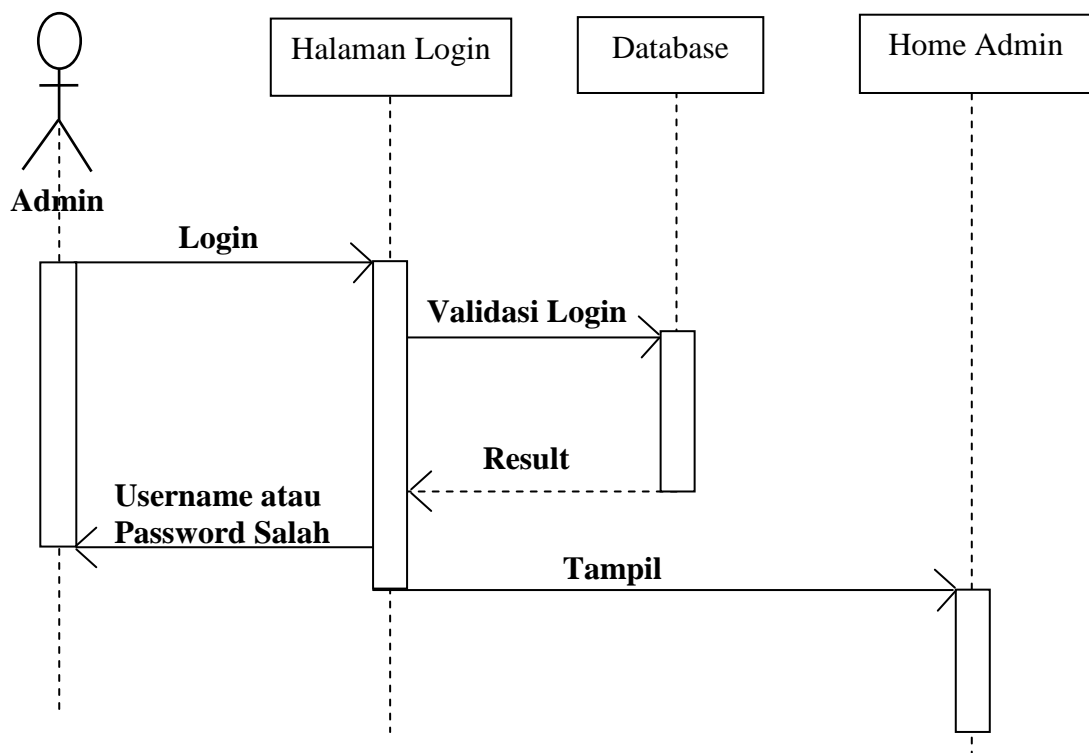 Halaman Login
Database
Home Admin
Admin
Login
Validasi Login
Result
Username atau
Password Salah
Tampil